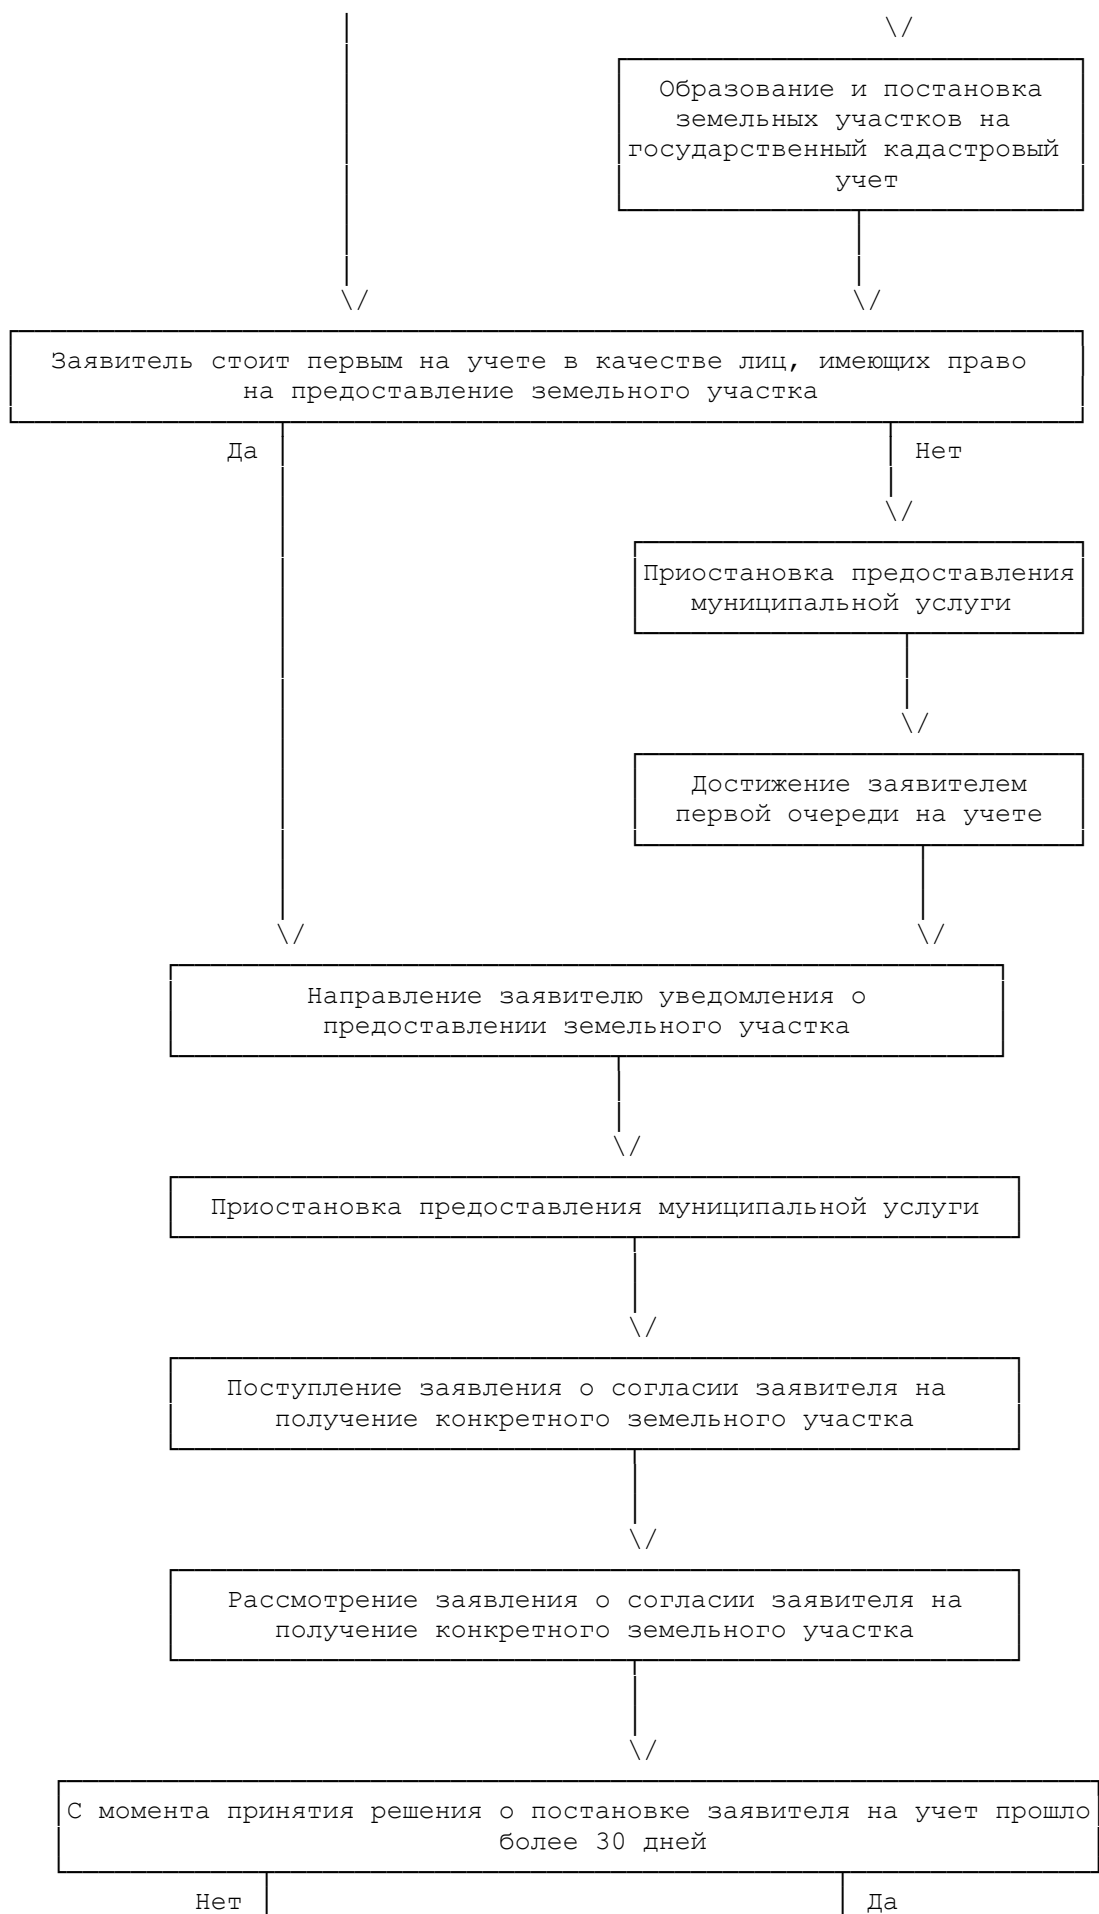 Образование и постановка
земельных участков на
государственный кадастровый
учет
Заявитель стоит первым на учете в качестве лиц, имеющих право
на предоставление земельного участка
Да
Нет
Приостановка предоставления
муниципальной услуги
Достижение заявителем
первой очереди на учете
Направление заявителю уведомления о
предоставлении земельного участка
Приостановка предоставления муниципальной услуги
Поступление заявления о согласии заявителя на
получение конкретного земельного участка
Рассмотрение заявления о согласии заявителя на
получение конкретного земельного участка
С момента принятия решения о постановке заявителя на учет прошло
более 30 дней
Нет
Да